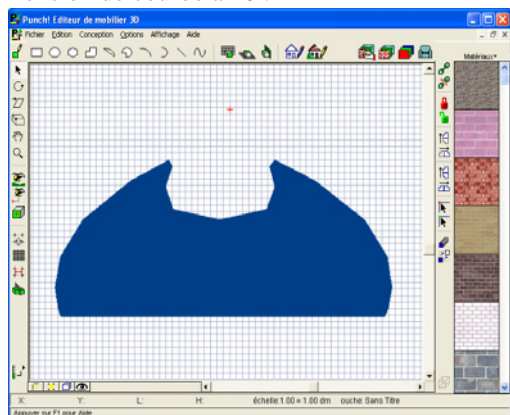 Punch! Editeur de mobilier 3D
Fichier Edition Conception Options Affichage Aide
Matériaux
X: Y: L: H: échelle:1.00 = 1.00 dm ouche: Sans Titre
Appuyer sur F1 pour Aide